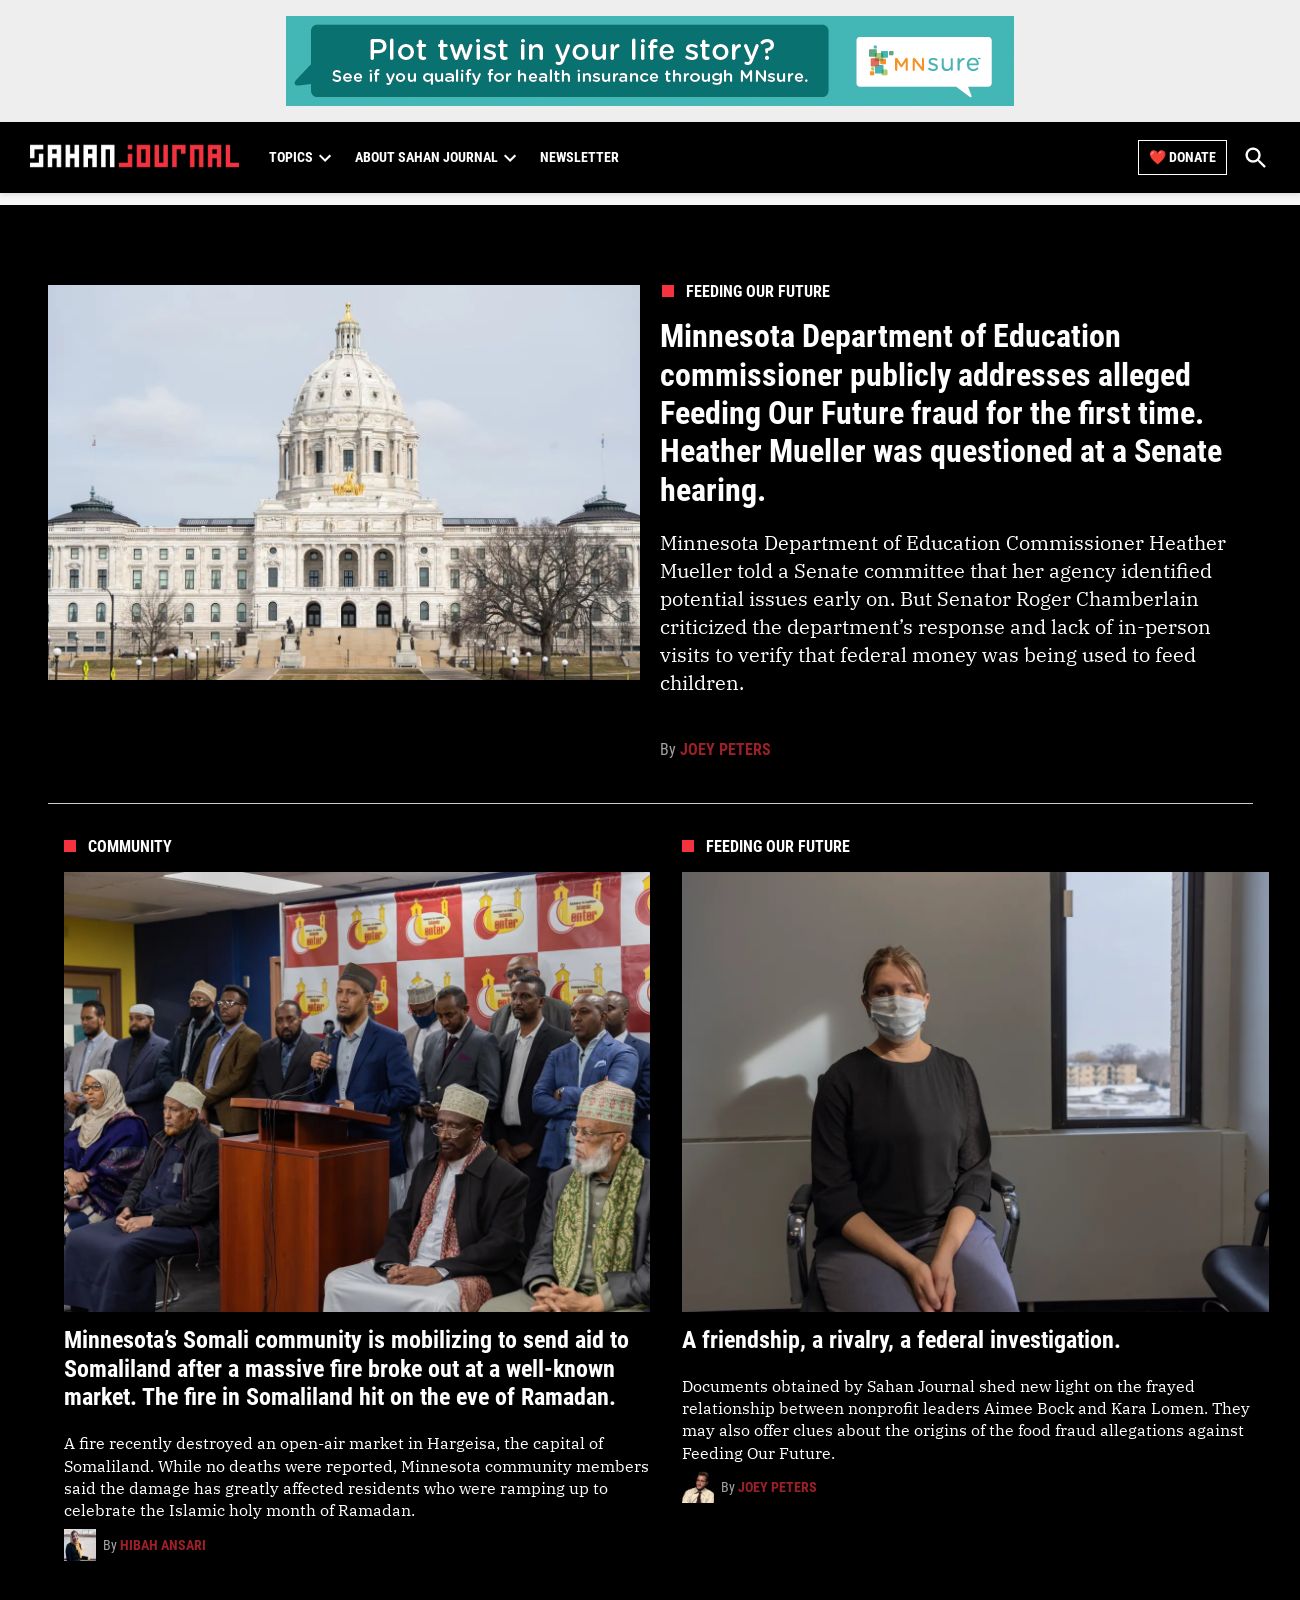 Plot twist in your life story?
See if you qualify for health insurance through MNsure.
MNsure
SAHAN JOURNAL
TOPICS
ABOUT SAHAN JOURNAL
NEWSLETTER
❤️ DONATE
FEEDING OUR FUTURE
Minnesota Department of Education
commissioner publicly addresses alleged
Feeding Our Future fraud for the first time.
Heather Mueller was questioned at a Senate
hearing.
Minnesota Department of Education Commissioner Heather
Mueller told a Senate committee that her agency identified
potential issues early on. But Senator Roger Chamberlain
criticized the department’s response and lack of in-person
visits to verify that federal money was being used to feed
children.
By JOEY PETERS
COMMUNITY
Minnesota’s Somali community is mobilizing to send aid to
Somaliland after a massive fire broke out at a well-known
market. The fire in Somaliland hit on the eve of Ramadan.
A fire recently destroyed an open-air market in Hargeisa, the capital of
Somaliland. While no deaths were reported, Minnesota community members
said the damage has greatly affected residents who were ramping up to
celebrate the Islamic holy month of Ramadan.
By HIBAH ANSARI
FEEDING OUR FUTURE
A friendship, a rivalry, a federal investigation.
Documents obtained by Sahan Journal shed new light on the frayed
relationship between nonprofit leaders Aimee Bock and Kara Lomen. They
may also offer clues about the origins of the food fraud allegations against
Feeding Our Future.
By JOEY PETERS